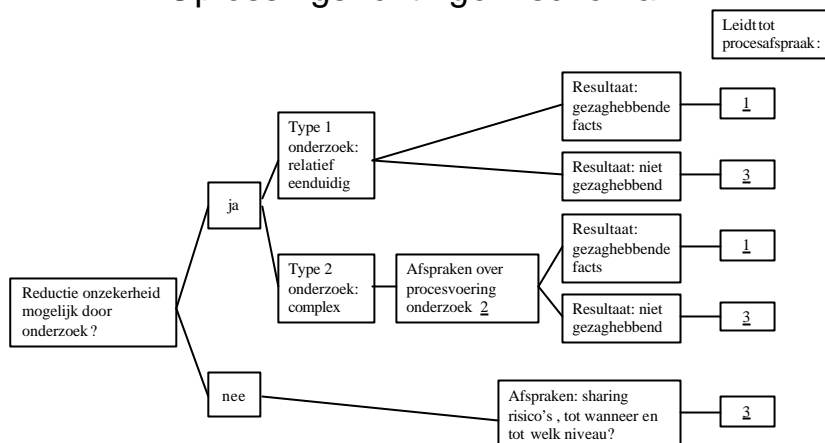 Leidt tot
procesafspraak:
Resultaat:
gezaghebbende
facts
1
Type 1
onderzoek:
relatief
eenduidig
Resultaat: niet
gezaghebbend
3
ja
Resultaat:
gezaghebbende
facts
1
Type 2
onderzoek:
complex
Afspraken over
procesvoering
onderzoek 2
Reductie onzekerheid
mogelijk door
onderzoek?
Resultaat: niet
gezaghebbend
3
nee
Afspraken: sharing
risico's , tot wanneer en
tot welk niveau?
3